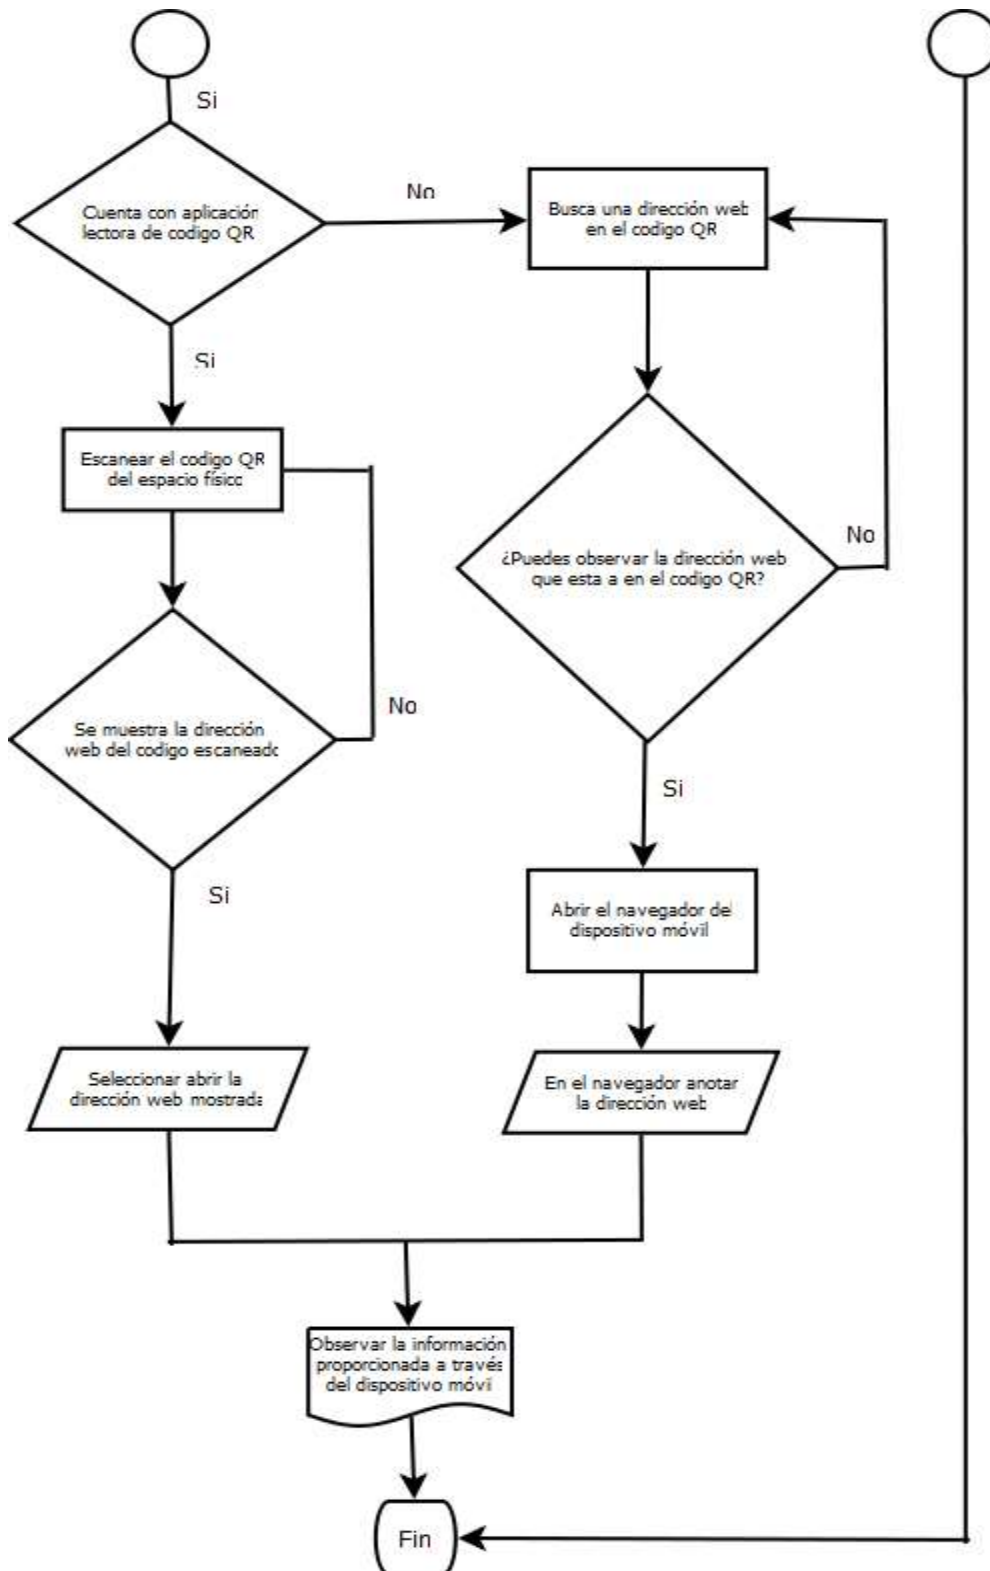 Si
Cuenta con aplicación
lectora de codigo QR
No
Busca una dirección web
en el codigo QR
Si
Escanear el codigo QR
del espacio físico
No
¿Puedes observar la dirección web
que esta a en el codigo QR?
No
Se muestra la dirección
web del codigo escaneado
Si
Si
Abrir el navegador del
dispositivo móvil
Seleccionar abrir la
dirección web mostrada
En el navegador anotar
la dirección web
Observar la información
proporcionada a través
del dispositivo móvil
Fin